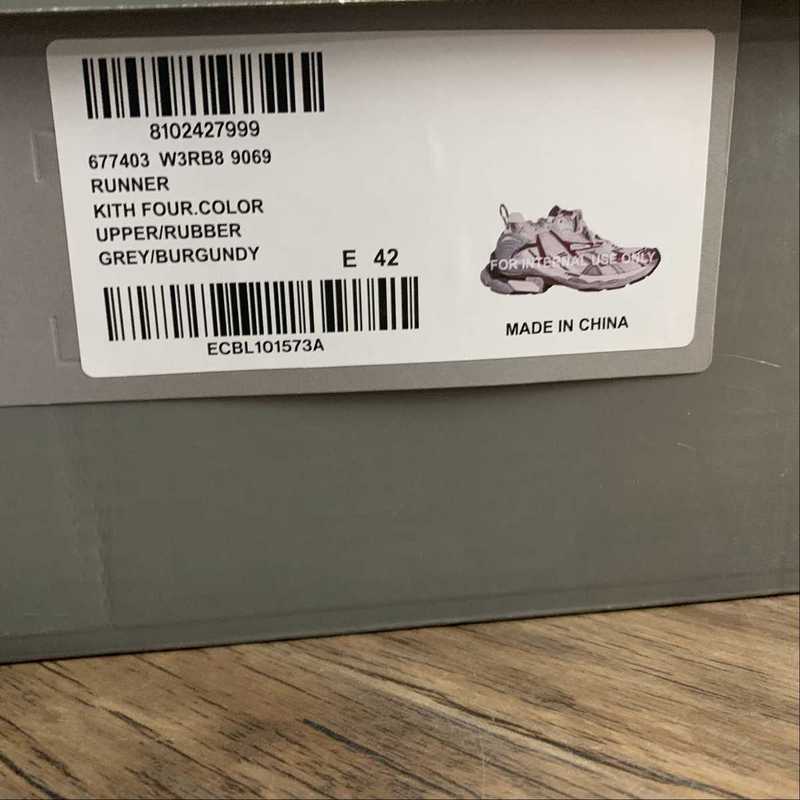 8102427999
677403 W3RB8 9069
RUNNER
KITH FOUR.COLOR
UPPER/RUBBER
GREY/BURGUNDY
E 42
ECBL101573A
FOR INTERNAL USE ONLY
MADE IN CHINA